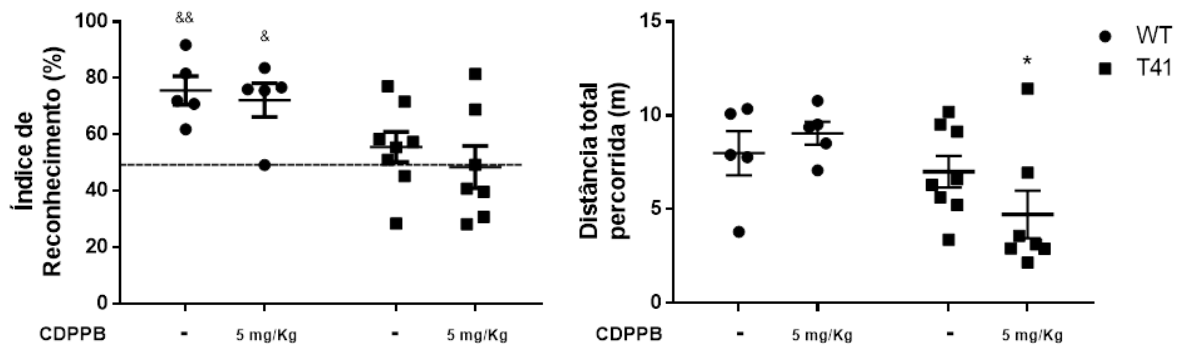 Índice de
Reconhecimento (%)
100
80
60
40
20
0
&&
&
CDPPB - 5 mg/Kg - 5 mg/Kg
Distância total
percorrida (m)
15
10
5
0
*
CDPPB - 5 mg/Kg - 5 mg/Kg
WT
T41